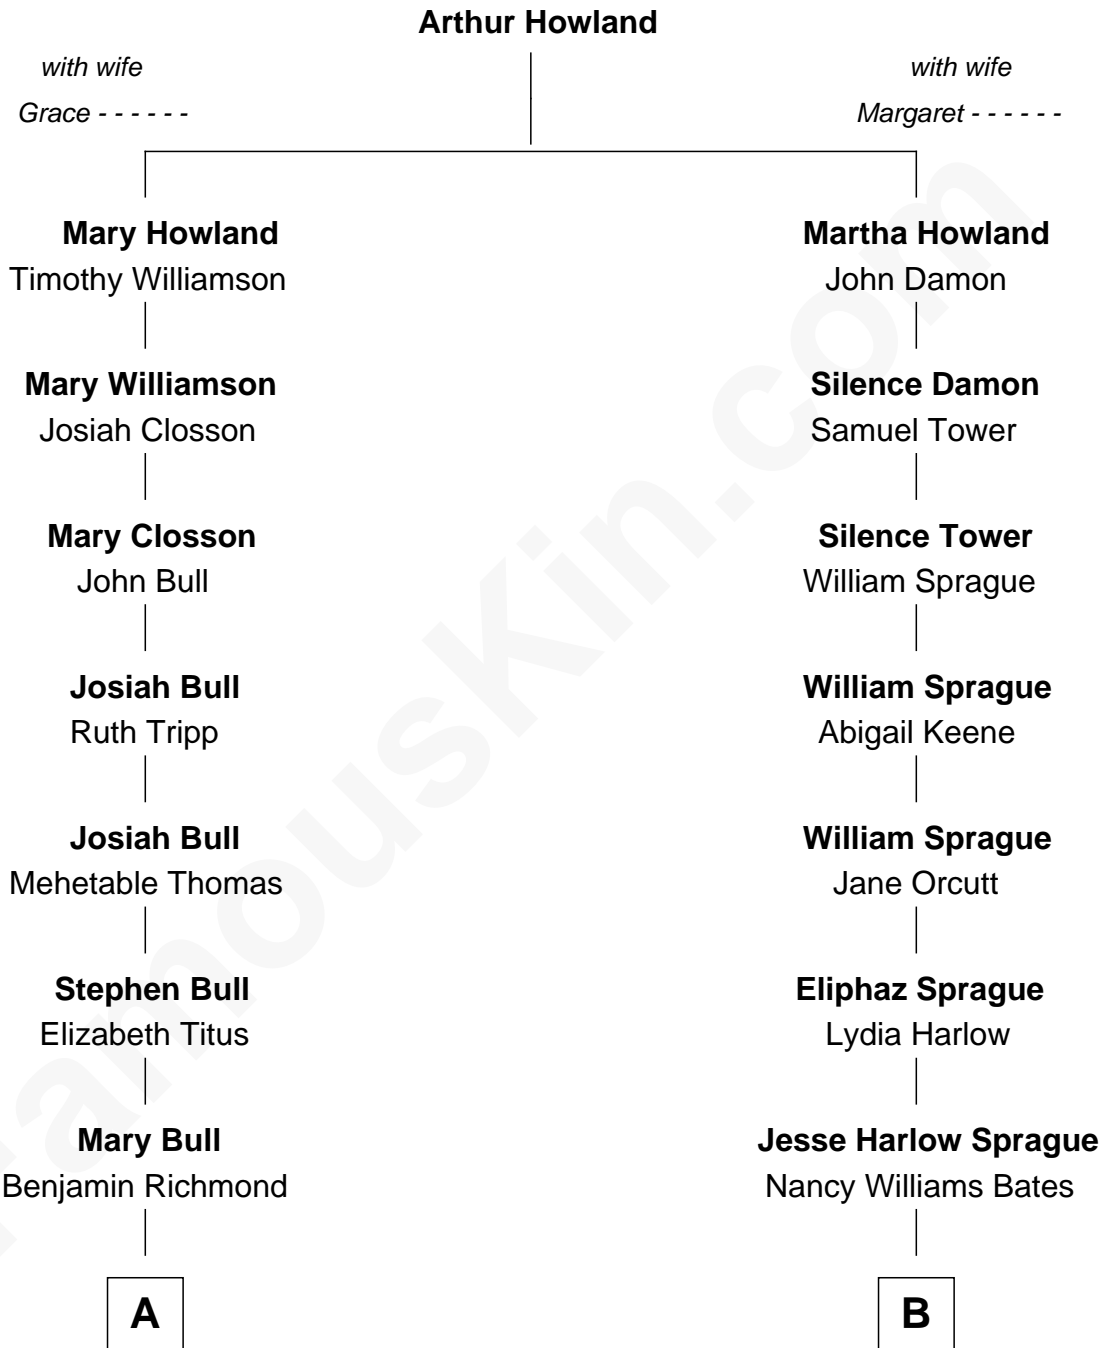 Arthur Howland
with wife
Grace - - - - - -
with wife
Margaret - - - - - -
Mary Howland
Timothy Williamson
Mary Williamson
Josiah Closson
Mary Closson
John Bull
Josiah Bull
Ruth Tripp
Josiah Bull
Mehetable Thomas
Stephen Bull
Elizabeth Titus
Mary Bull
Benjamin Richmond
A
Martha Howland
John Damon
Silence Damon
Samuel Tower
Silence Tower
William Sprague
William Sprague
Abigail Keene
William Sprague
Jane Orcutt
Eliphaz Sprague
Lydia Harlow
Jesse Harlow Sprague
Nancy Williams Bates
B
FamousKin.com